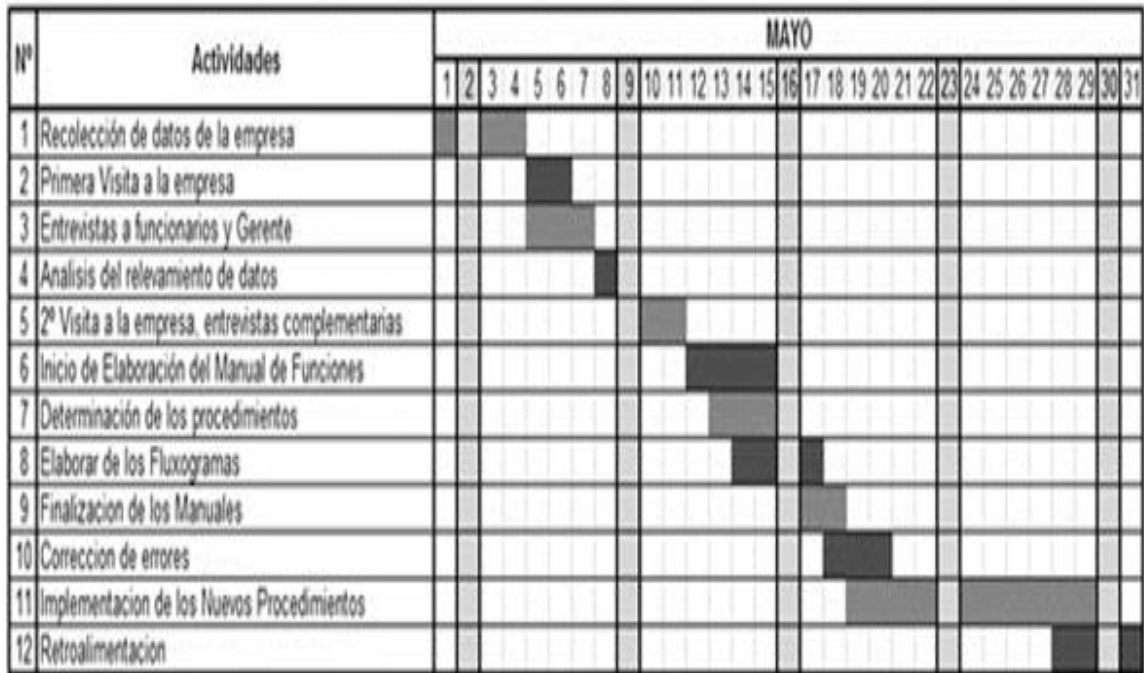 MAYO
Nº Actividades
1 2 3 4 5 6 7 8 9 10 11 12 13 14 15 16 17 18 19 20 21 22 23 24 25 26 26 27 28 29 30 31
1 Recolección de datos de la empresa
2 Primera Visita a la empresa
3 Entrevistas a funcionarios y Gerente
4 Analisis del relevamiento de datos
5 2º Visita a la empresa, entrevistas complementarias
6 Inicio de Elaboración del Manual de Funciones
7 Determinación de los procedimientos
8 Elaborar de los Fluxogramas
9 Finalizacion de los Manuales
10 Correccion de errores
11 Implementacion de los Nuevos Procedimientos
12 Retroalimentacion